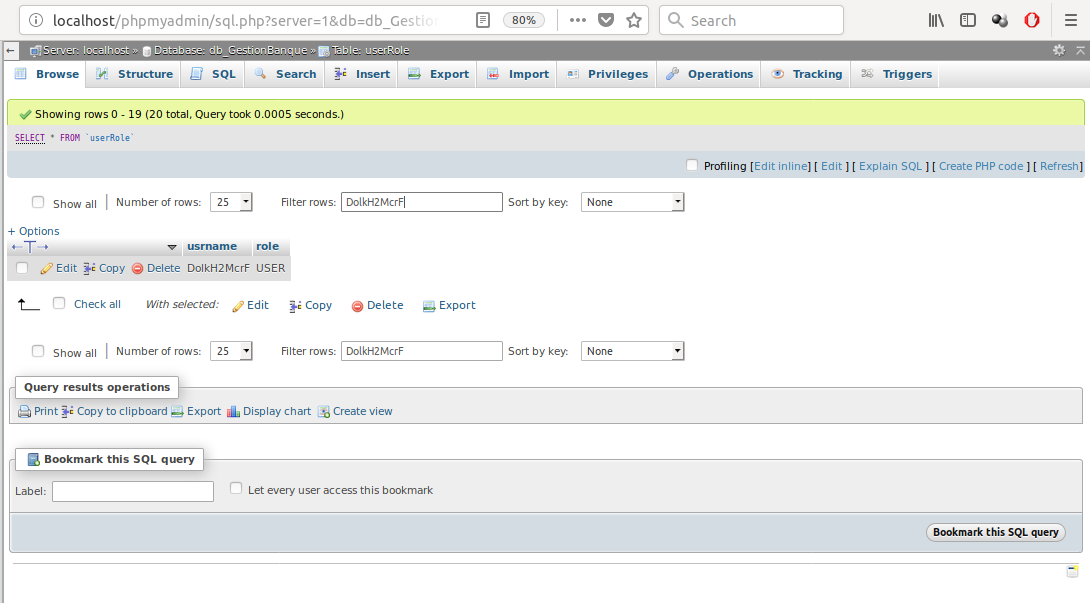 localhost/phpmyadmin/sql.php?server=1&db=db_Gestio 80% Search
Server: localhost » Database: db_GestionBanque » Table: userRole
Browse Structure SQL Search Insert Export Import Privileges Operations Tracking Triggers
Showing rows 0 - 19 (20 total, Query took 0.0005 seconds.)
SELECT * FROM `userRole`
Profiling [Edit inline] [ Edit ] [ Explain SQL ] [ Create PHP code ] [ Refresh]
Show all Number of rows: 25 Filter rows: DolkH2McrF Sort by key: None
+ Options
←T→ usrname role
Edit Copy Delete DolkH2McrF USER
Check all With selected: Edit Copy Delete Export
Show all Number of rows: 25 Filter rows: DolkH2McrF Sort by key: None
Query results operations
Print Copy to clipboard Export Display chart Create view
Bookmark this SQL query
Label: Let every user access this bookmark
Bookmark this SQL query